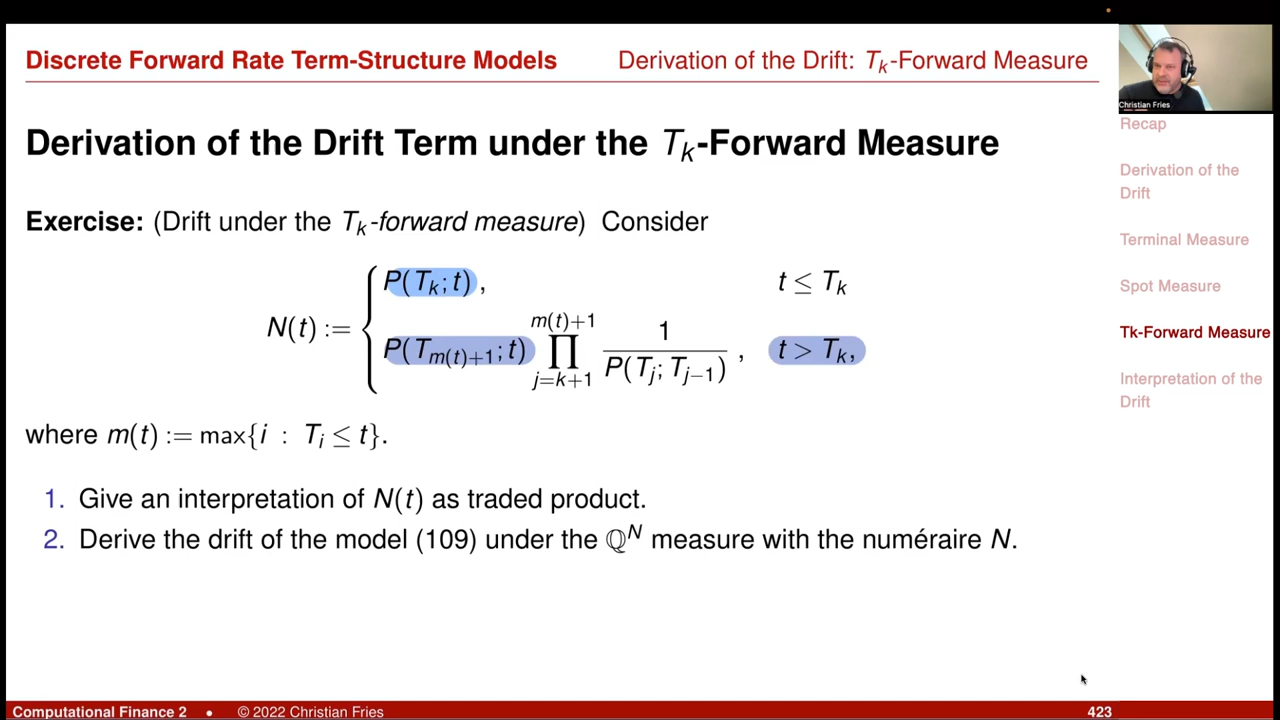 Discrete Forward Rate Term-Structure Models
Derivation of the Drift: Tₖ-Forward Measure
Christian Fries
Derivation of the Drift Term under the Tₖ-Forward Measure
Exercise: (Drift under the Tₖ-forward measure) Consider
N(t) := { P(Tₖ; t), t ≤ Tₖ
P(Tₘ₍ₜ₎₊₁; t) ∏_{j=k+1}^{m(t)+1} 1 / P(Tⱼ; Tⱼ₋₁), t > Tₖ,
where m(t) := max{i : Tᵢ ≤ t}.
1. Give an interpretation of N(t) as traded product.
2. Derive the drift of the model (109) under the ℚᴺ measure with the numéraire N.
Recap
Derivation of the
Drift
Terminal Measure
Spot Measure
Tk-Forward Measure
Interpretation of the
Drift
Computational Finance 2 • © 2022 Christian Fries
423